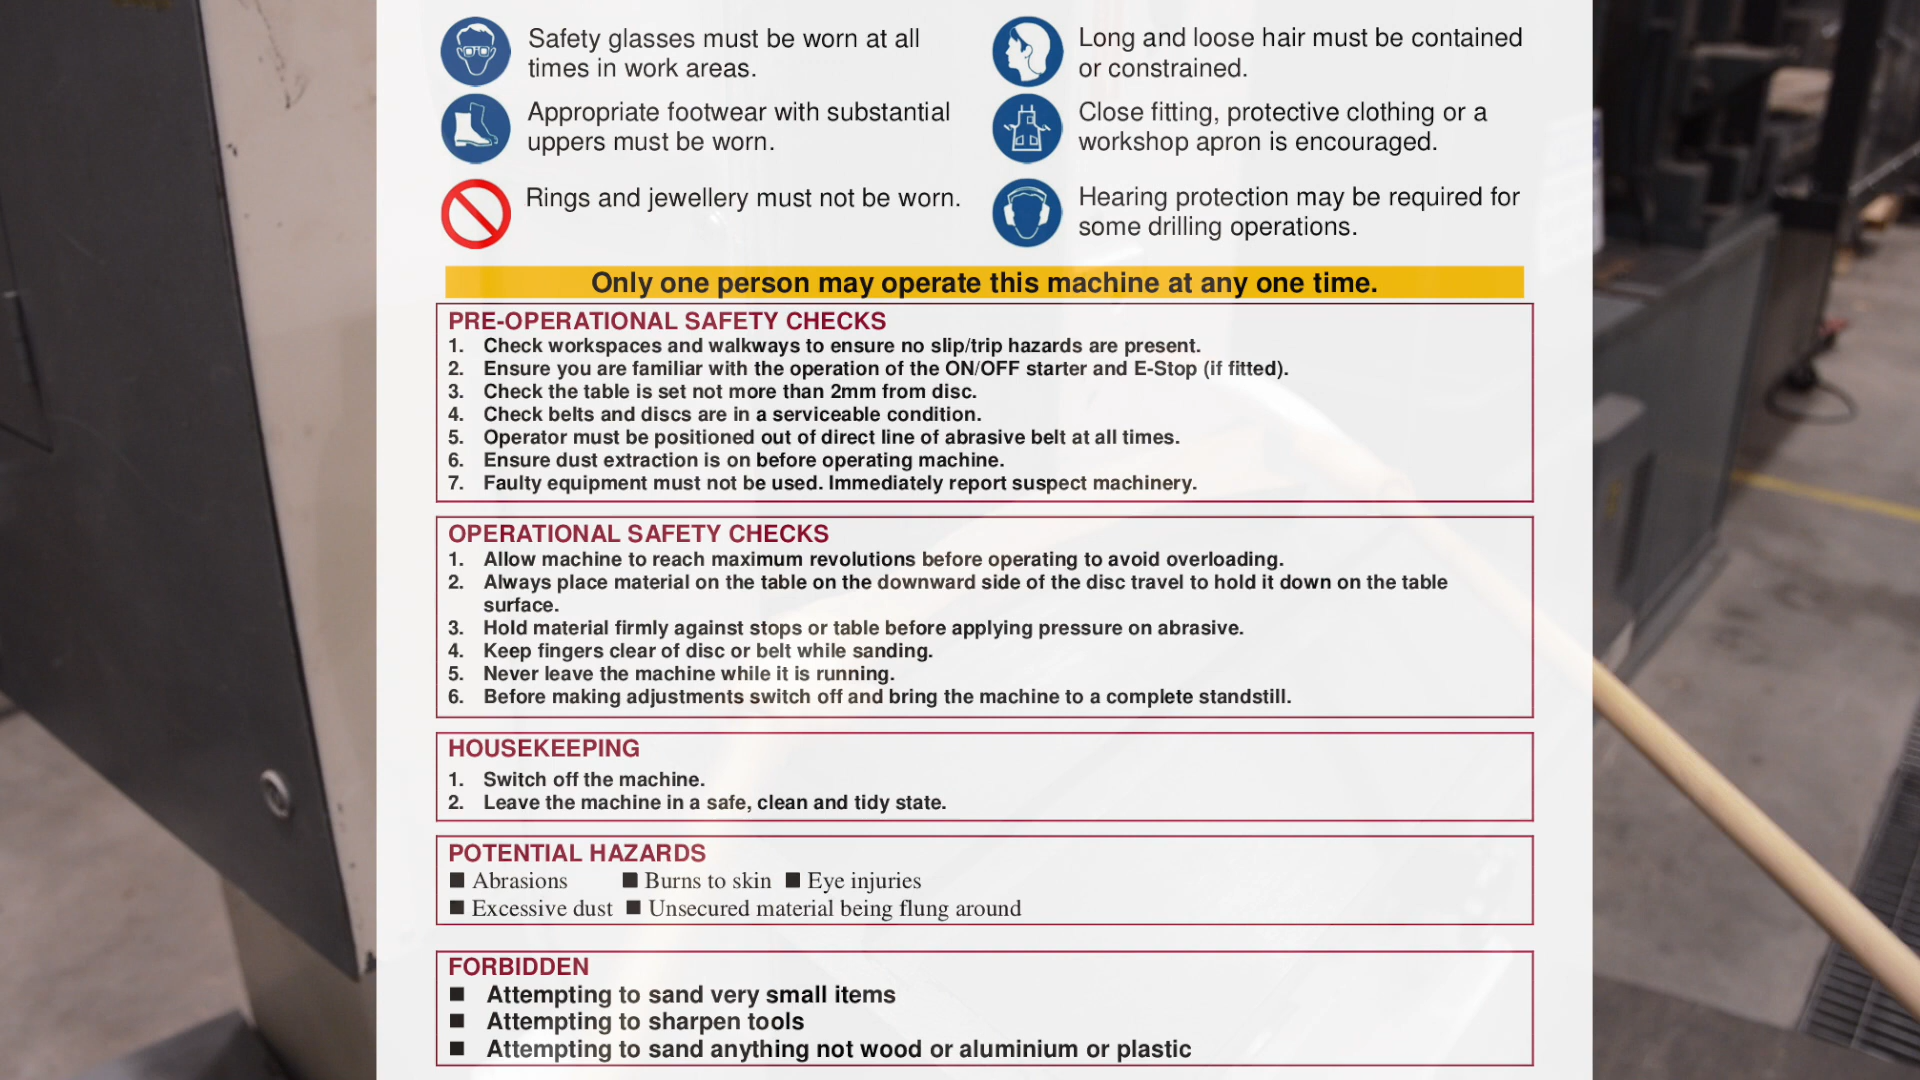 Safety glasses must be worn at all
times in work areas.
Long and loose hair must be contained
or constrained.
Appropriate footwear with substantial
uppers must be worn.
Close fitting, protective clothing or a
workshop apron is encouraged.
Rings and jewellery must not be worn.
Hearing protection may be required for
some drilling operations.
Only one person may operate this machine at any one time.
PRE-OPERATIONAL SAFETY CHECKS
1. Check workspaces and walkways to ensure no slip/trip hazards are present.
2. Ensure you are familiar with the operation of the ON/OFF starter and E-Stop (if fitted).
3. Check the table is set not more than 2mm from disc.
4. Check belts and discs are in a serviceable condition.
5. Operator must be positioned out of direct line of abrasive belt at all times.
6. Ensure dust extraction is on before operating machine.
7. Faulty equipment must not be used. Immediately report suspect machinery.
OPERATIONAL SAFETY CHECKS
1. Allow machine to reach maximum revolutions before operating to avoid overloading.
2. Always place material on the table on the downward side of the disc travel to hold it down on the table
surface.
3. Hold material firmly against stops or table before applying pressure on abrasive.
4. Keep fingers clear of disc or belt while sanding.
5. Never leave the machine while it is running.
6. Before making adjustments switch off and bring the machine to a complete standstill.
HOUSEKEEPING
1. Switch off the machine.
2. Leave the machine in a safe, clean and tidy state.
POTENTIAL HAZARDS
■ Abrasions ■ Burns to skin ■ Eye injuries
■ Excessive dust ■ Unsecured material being flung around
FORBIDDEN
■ Attempting to sand very small items
■ Attempting to sharpen tools
■ Attempting to sand anything not wood or aluminium or plastic